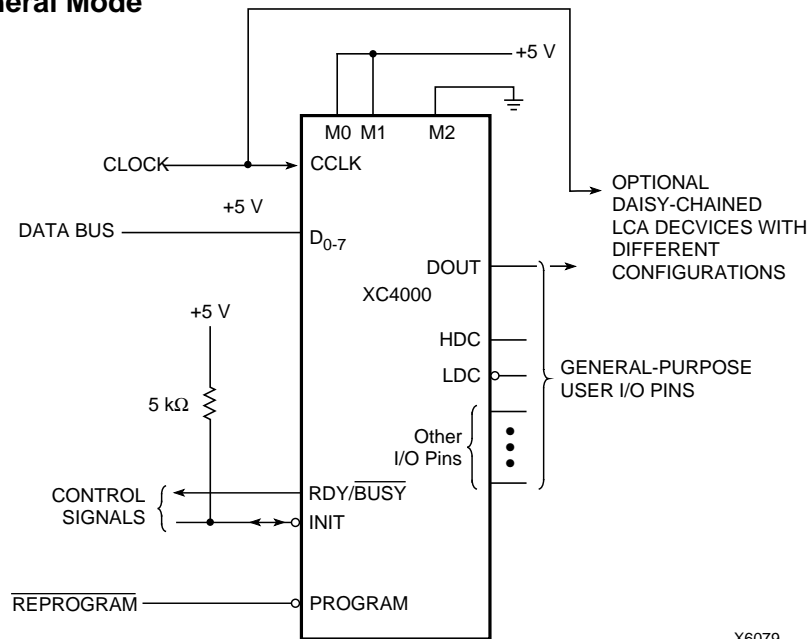 neral Mode
+5 V
M0 M1 M2
CLOCK
CCLK
OPTIONAL
DAISY-CHAINED
LCA DECVICES WITH
DIFFERENT
CONFIGURATIONS
+5 V
DATA BUS
D0-7
DOUT
XC4000
+5 V
HDC
LDC
GENERAL-PURPOSE
USER I/O PINS
5 kΩ
Other
I/O Pins
CONTROL
SIGNALS
RDY/BUSY
INIT
REPROGRAM
PROGRAM
X6079